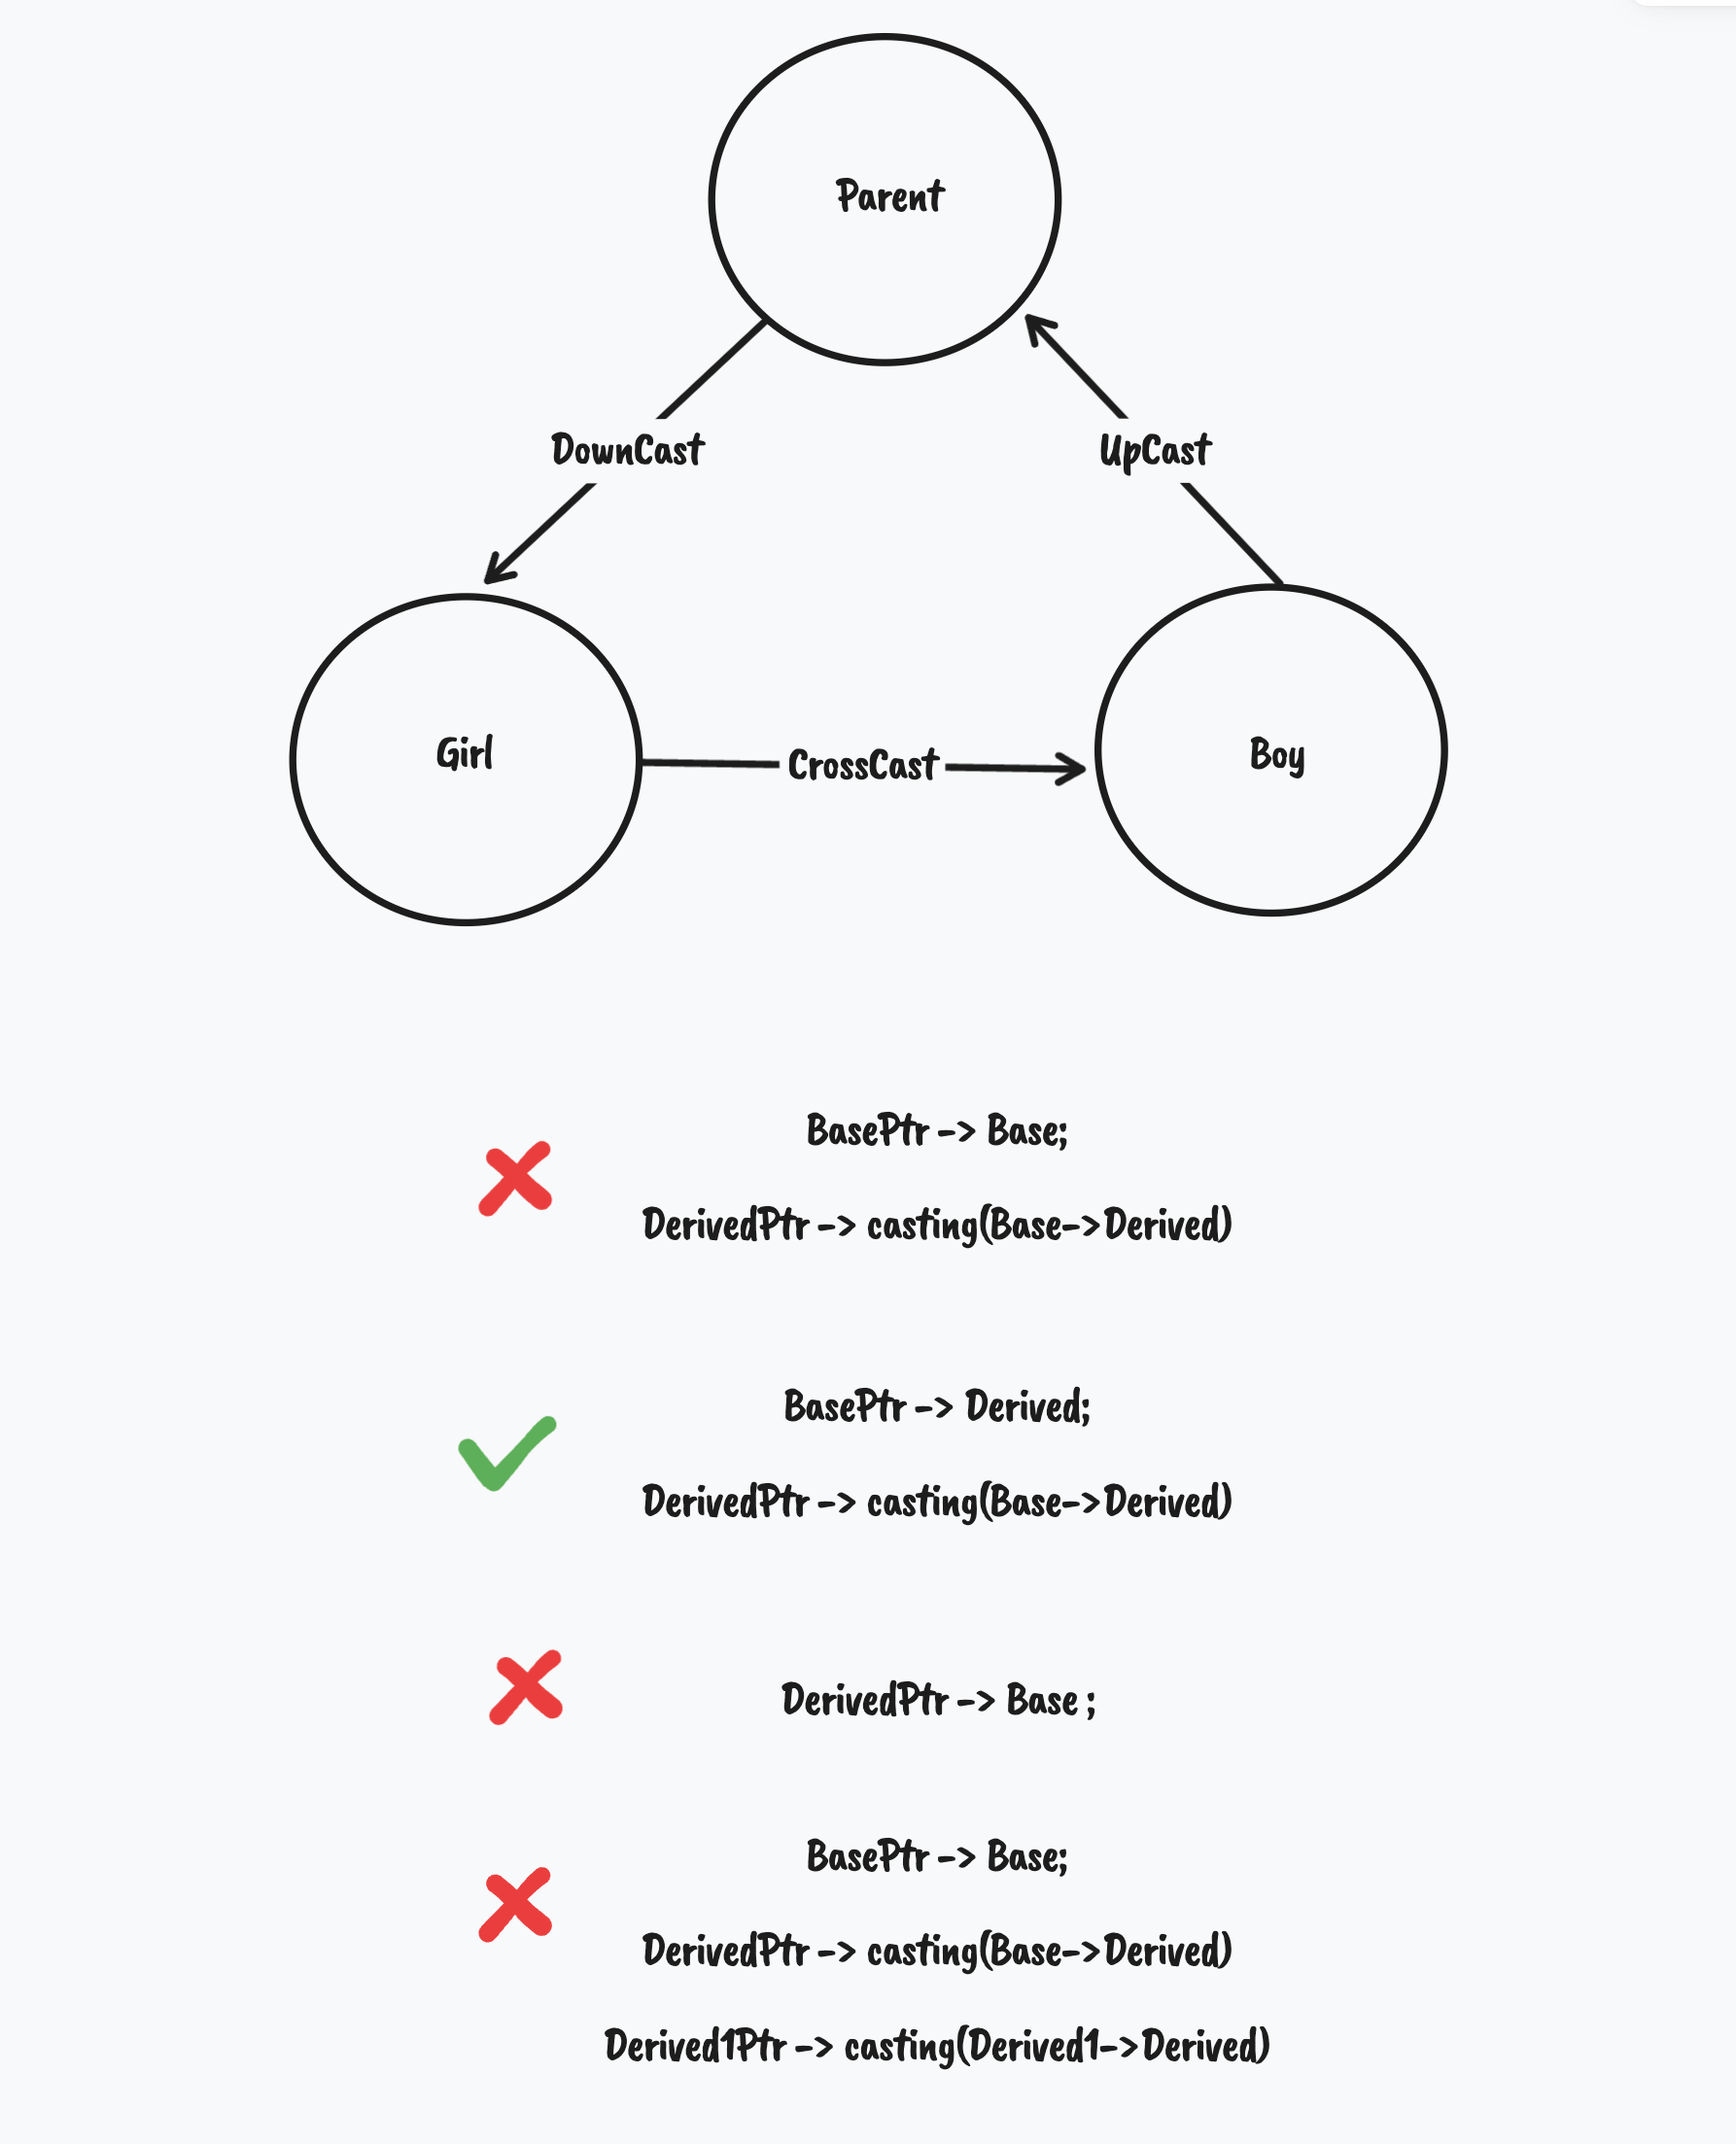 Parent
DownCast
UpCast
Girl
CrossCast
Boy
BasePtr -> Base;
DerivedPtr -> casting(Base->Derived)
BasePtr -> Derived;
DerivedPtr -> casting(Base->Derived)
DerivedPtr -> Base ;
BasePtr -> Base;
DerivedPtr -> casting(Base->Derived)
Derived1Ptr -> casting(Derived1->Derived)